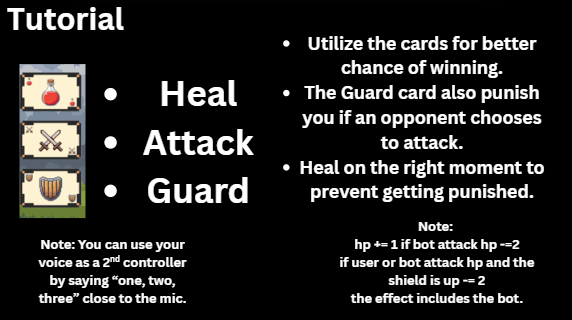 Tutorial
• Heal
• Attack
• Guard
Note: You can use your
voice as a 2nd controller
by saying “one, two,
three” close to the mic.
• Utilize the cards for better
chance of winning.
• The Guard card also punish
you if an opponent chooses
to attack.
• Heal on the right moment to
prevent getting punished.
Note:
hp += 1 if bot attack hp -=2
if user or bot attack hp and the
shield is up -= 2
the effect includes the bot.